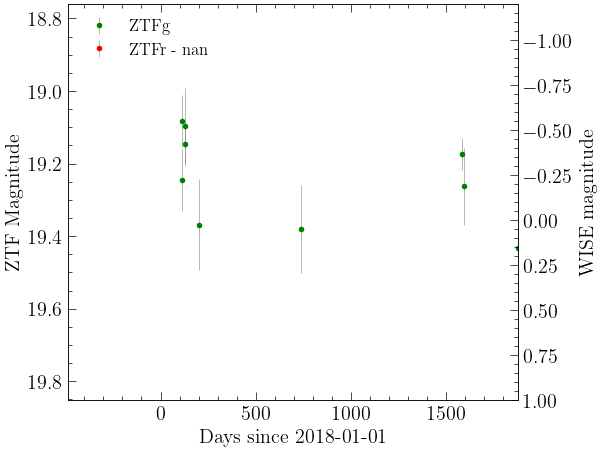 ZTFg
ZTFr - nan
18.8
19.0
19.2
19.4
19.6
19.8
ZTF Magnitude
−1.00
−0.75
−0.50
−0.25
0.00
0.25
0.50
0.75
1.00
WISE magnitude
0 500 1000 1500
Days since 2018-01-01